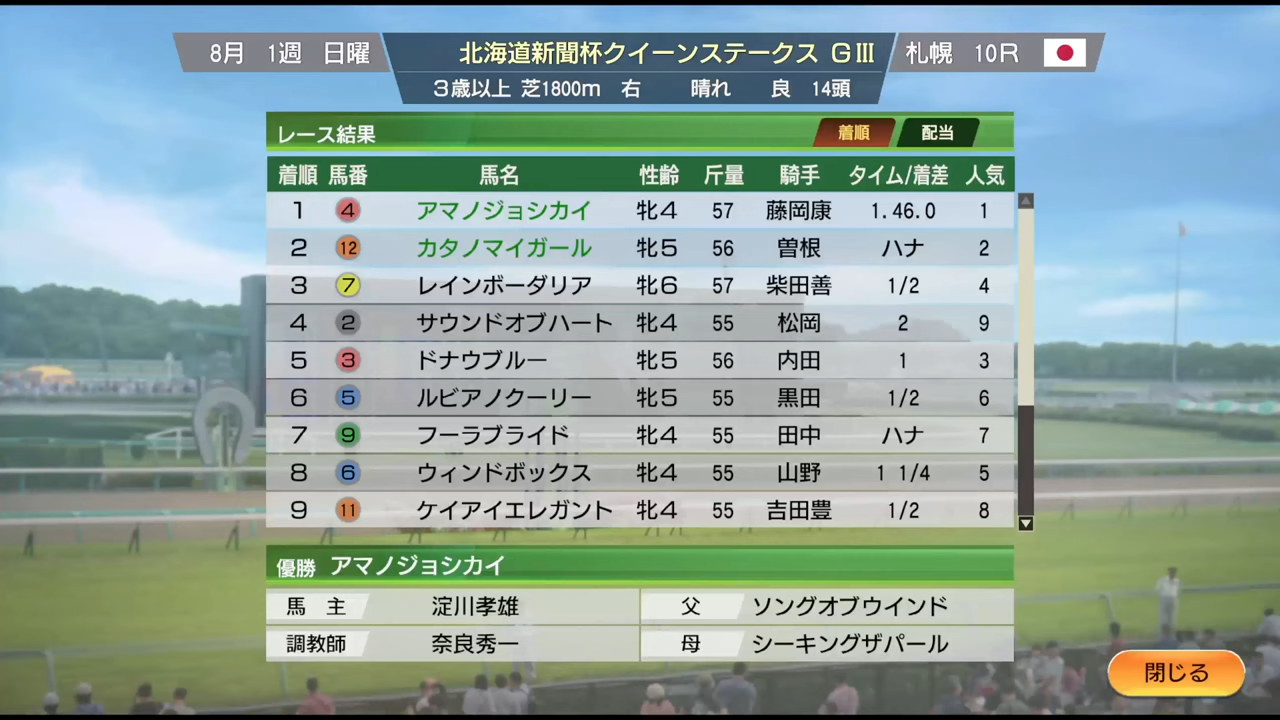 8月 1週 日曜 北海道新聞杯クイーンステークス GⅢ 札幌 10R
3歳以上 芝1800m 右 晴れ 良 14頭
レース結果 着順 配当
着順 馬番 馬名 性齢 斤量 騎手 タイム/着差 人気
1 4 アマノジョシカイ 牝4 57 藤岡康 1.46.0 1
2 12 カタノマイガール 牝5 56 曽根 ハナ 2
3 7 レインボーダリア 牝6 57 柴田善 1/2 4
4 2 サウンドオブハート 牝4 55 松岡 2 9
5 3 ドナウブルー 牝5 56 内田 1 3
6 5 ルビアノクーリー 牝5 55 黒田 1/2 6
7 9 フーラブライド 牝4 55 田中 ハナ 7
8 6 ウィンドボックス 牝4 55 山野 1 1/4 5
9 11 ケイアイエレガント 牝4 55 吉田豊 1/2 8
優勝 アマノジョシカイ
馬主 淀川孝雄 父 ソングオブウインド
調教師 奈良秀一 母 シーキングザパール
閉じる